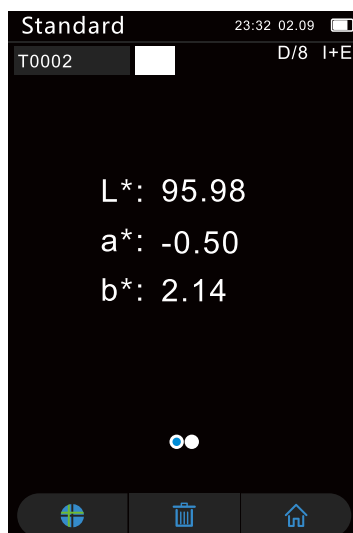 Standard 23:32 02.09
T0002 D/8 I+E
L*: 95.98
a*: -0.50
b*: 2.14